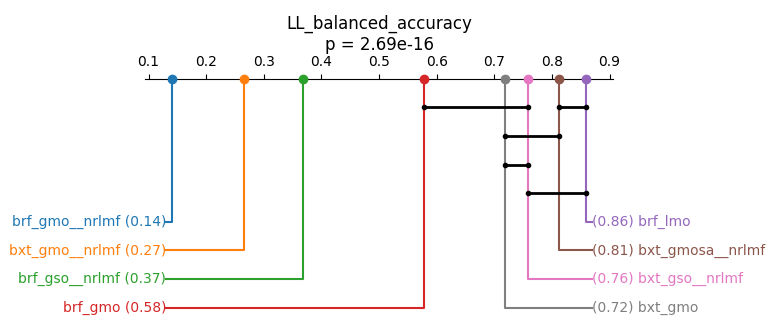 LL_balanced_accuracy
p = 2.69e-16
0.1 0.2 0.3 0.4 0.5 0.6 0.7 0.8 0.9
brf_gmo__nrlmf (0.14) (0.86) brf_lmo
bxt_gmo__nrlmf (0.27) (0.81) bxt_gmosa__nrlmf
brf_gso__nrlmf (0.37) (0.76) bxt_gso__nrlmf
brf_gmo (0.58) (0.72) bxt_gmo